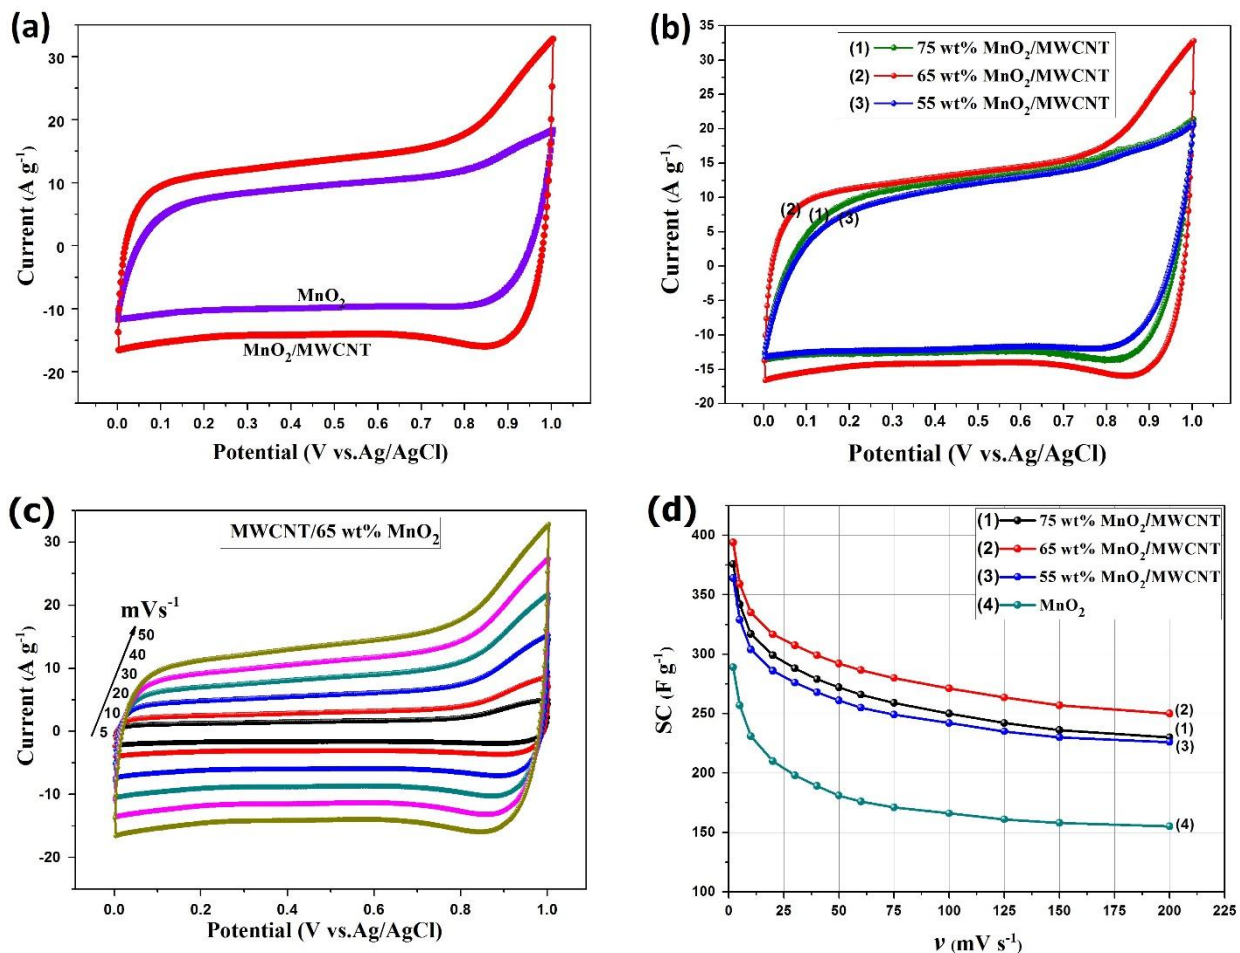 (a)
30
20
10
0
-10
-20
Current (A g⁻¹)
MnO₂
MnO₂/MWCNT
0.0 0.1 0.2 0.3 0.4 0.5 0.6 0.7 0.8 0.9 1.0
Potential (V vs.Ag/AgCl)
(b)
35
30
25
20
15
10
5
0
-5
-10
-15
-20
Current (A g⁻¹)
(1) 75 wt% MnO₂/MWCNT
(2) 65 wt% MnO₂/MWCNT
(3) 55 wt% MnO₂/MWCNT
(2) (1) (3)
0.0 0.1 0.2 0.3 0.4 0.5 0.6 0.7 0.8 0.9 1.0
Potential (V vs.Ag/AgCl)
(c)
MWCNT/65 wt% MnO₂
30
20
10
0
-10
-20
Current (A g⁻¹)
mVs⁻¹
50
40
30
20
10
5
0.0 0.2 0.4 0.6 0.8 1.0
Potential (V vs.Ag/AgCl)
(d)
(1) 75 wt% MnO₂/MWCNT
(2) 65 wt% MnO₂/MWCNT
(3) 55 wt% MnO₂/MWCNT
(4) MnO₂
400
350
300
250
200
150
100
SC (F g⁻¹)
(2)
(1)
(3)
(4)
0 25 50 75 100 125 150 175 200 225
ν (mV s⁻¹)